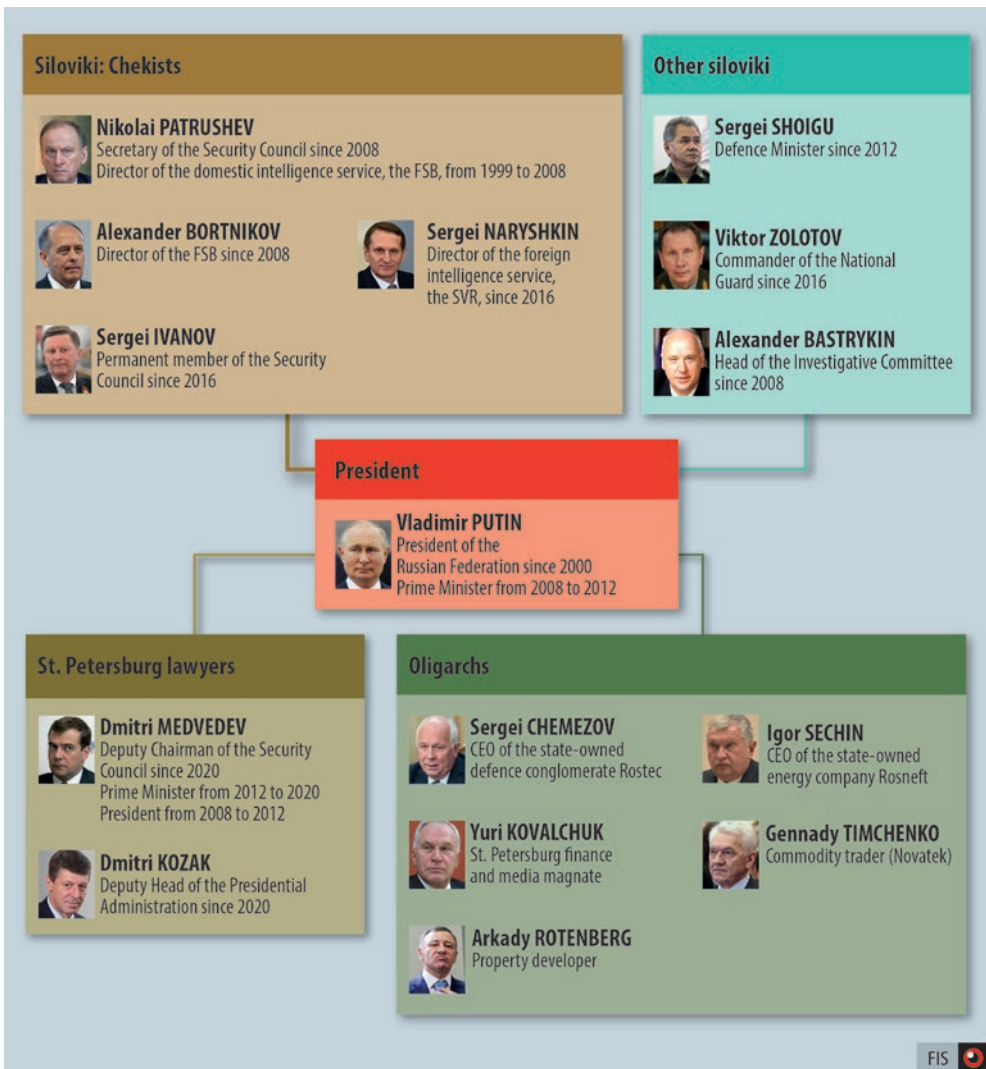 Siloviki: Chekists
Nikolai PATRUSHEV
Secretary of the Security Council since 2008
Director of the domestic intelligence service, the FSB, from 1999 to 2008
Alexander BORTNIKOV
Director of the FSB since 2008
Sergei NARYSHKIN
Director of the foreign
intelligence service,
the SVR, since 2016
Sergei IVANOV
Permanent member of the Security
Council since 2016
Other siloviki
Sergei SHOIGU
Defence Minister since 2012
Viktor ZOLOTOV
Commander of the National
Guard since 2016
Alexander BASTRYKIN
Head of the Investigative Committee
since 2008
President
Vladimir PUTIN
President of the
Russian Federation since 2000
Prime Minister from 2008 to 2012
St. Petersburg lawyers
Dmitri MEDVEDEV
Deputy Chairman of the Security
Council since 2020
Prime Minister from 2012 to 2020
President from 2008 to 2012
Dmitri KOZAK
Deputy Head of the Presidential
Administration since 2020
Oligarchs
Sergei CHEMEZOV
CEO of the state-owned
defence conglomerate Rostec
Igor SECHIN
CEO of the state-owned
energy company Rosneft
Yuri KOVALCHUK
St. Petersburg finance
and media magnate
Gennady TIMCHENKO
Commodity trader (Novatek)
Arkady ROTENBERG
Property developer
FIS